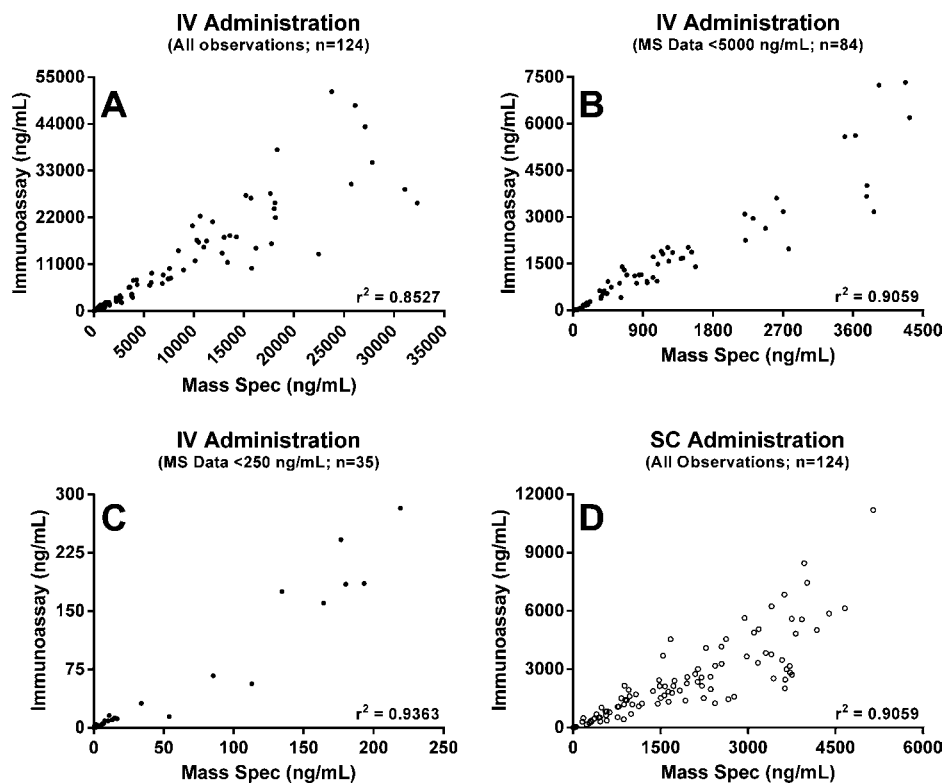 IV Administration
(All observations; n=124)
A
Immunoassay (ng/mL)
55000
44000
33000
22000
11000
0
r² = 0.8527
0 5000 10000 15000 20000 25000 30000 35000
Mass Spec (ng/mL)
IV Administration
(MS Data <5000 ng/mL; n=84)
B
Immunoassay (ng/mL)
7500
6000
4500
3000
1500
0
r² = 0.9059
0 900 1800 2700 3600 4500
Mass Spec (ng/mL)
IV Administration
(MS Data <250 ng/mL; n=35)
C
Immunoassay (ng/mL)
300
225
150
75
0
r² = 0.9363
0 50 100 150 200 250
Mass Spec (ng/mL)
SC Administration
(All Observations; n=124)
D
Immunoassay (ng/mL)
12000
9000
6000
3000
0
r² = 0.9059
0 1500 3000 4500 6000
Mass Spec (ng/mL)